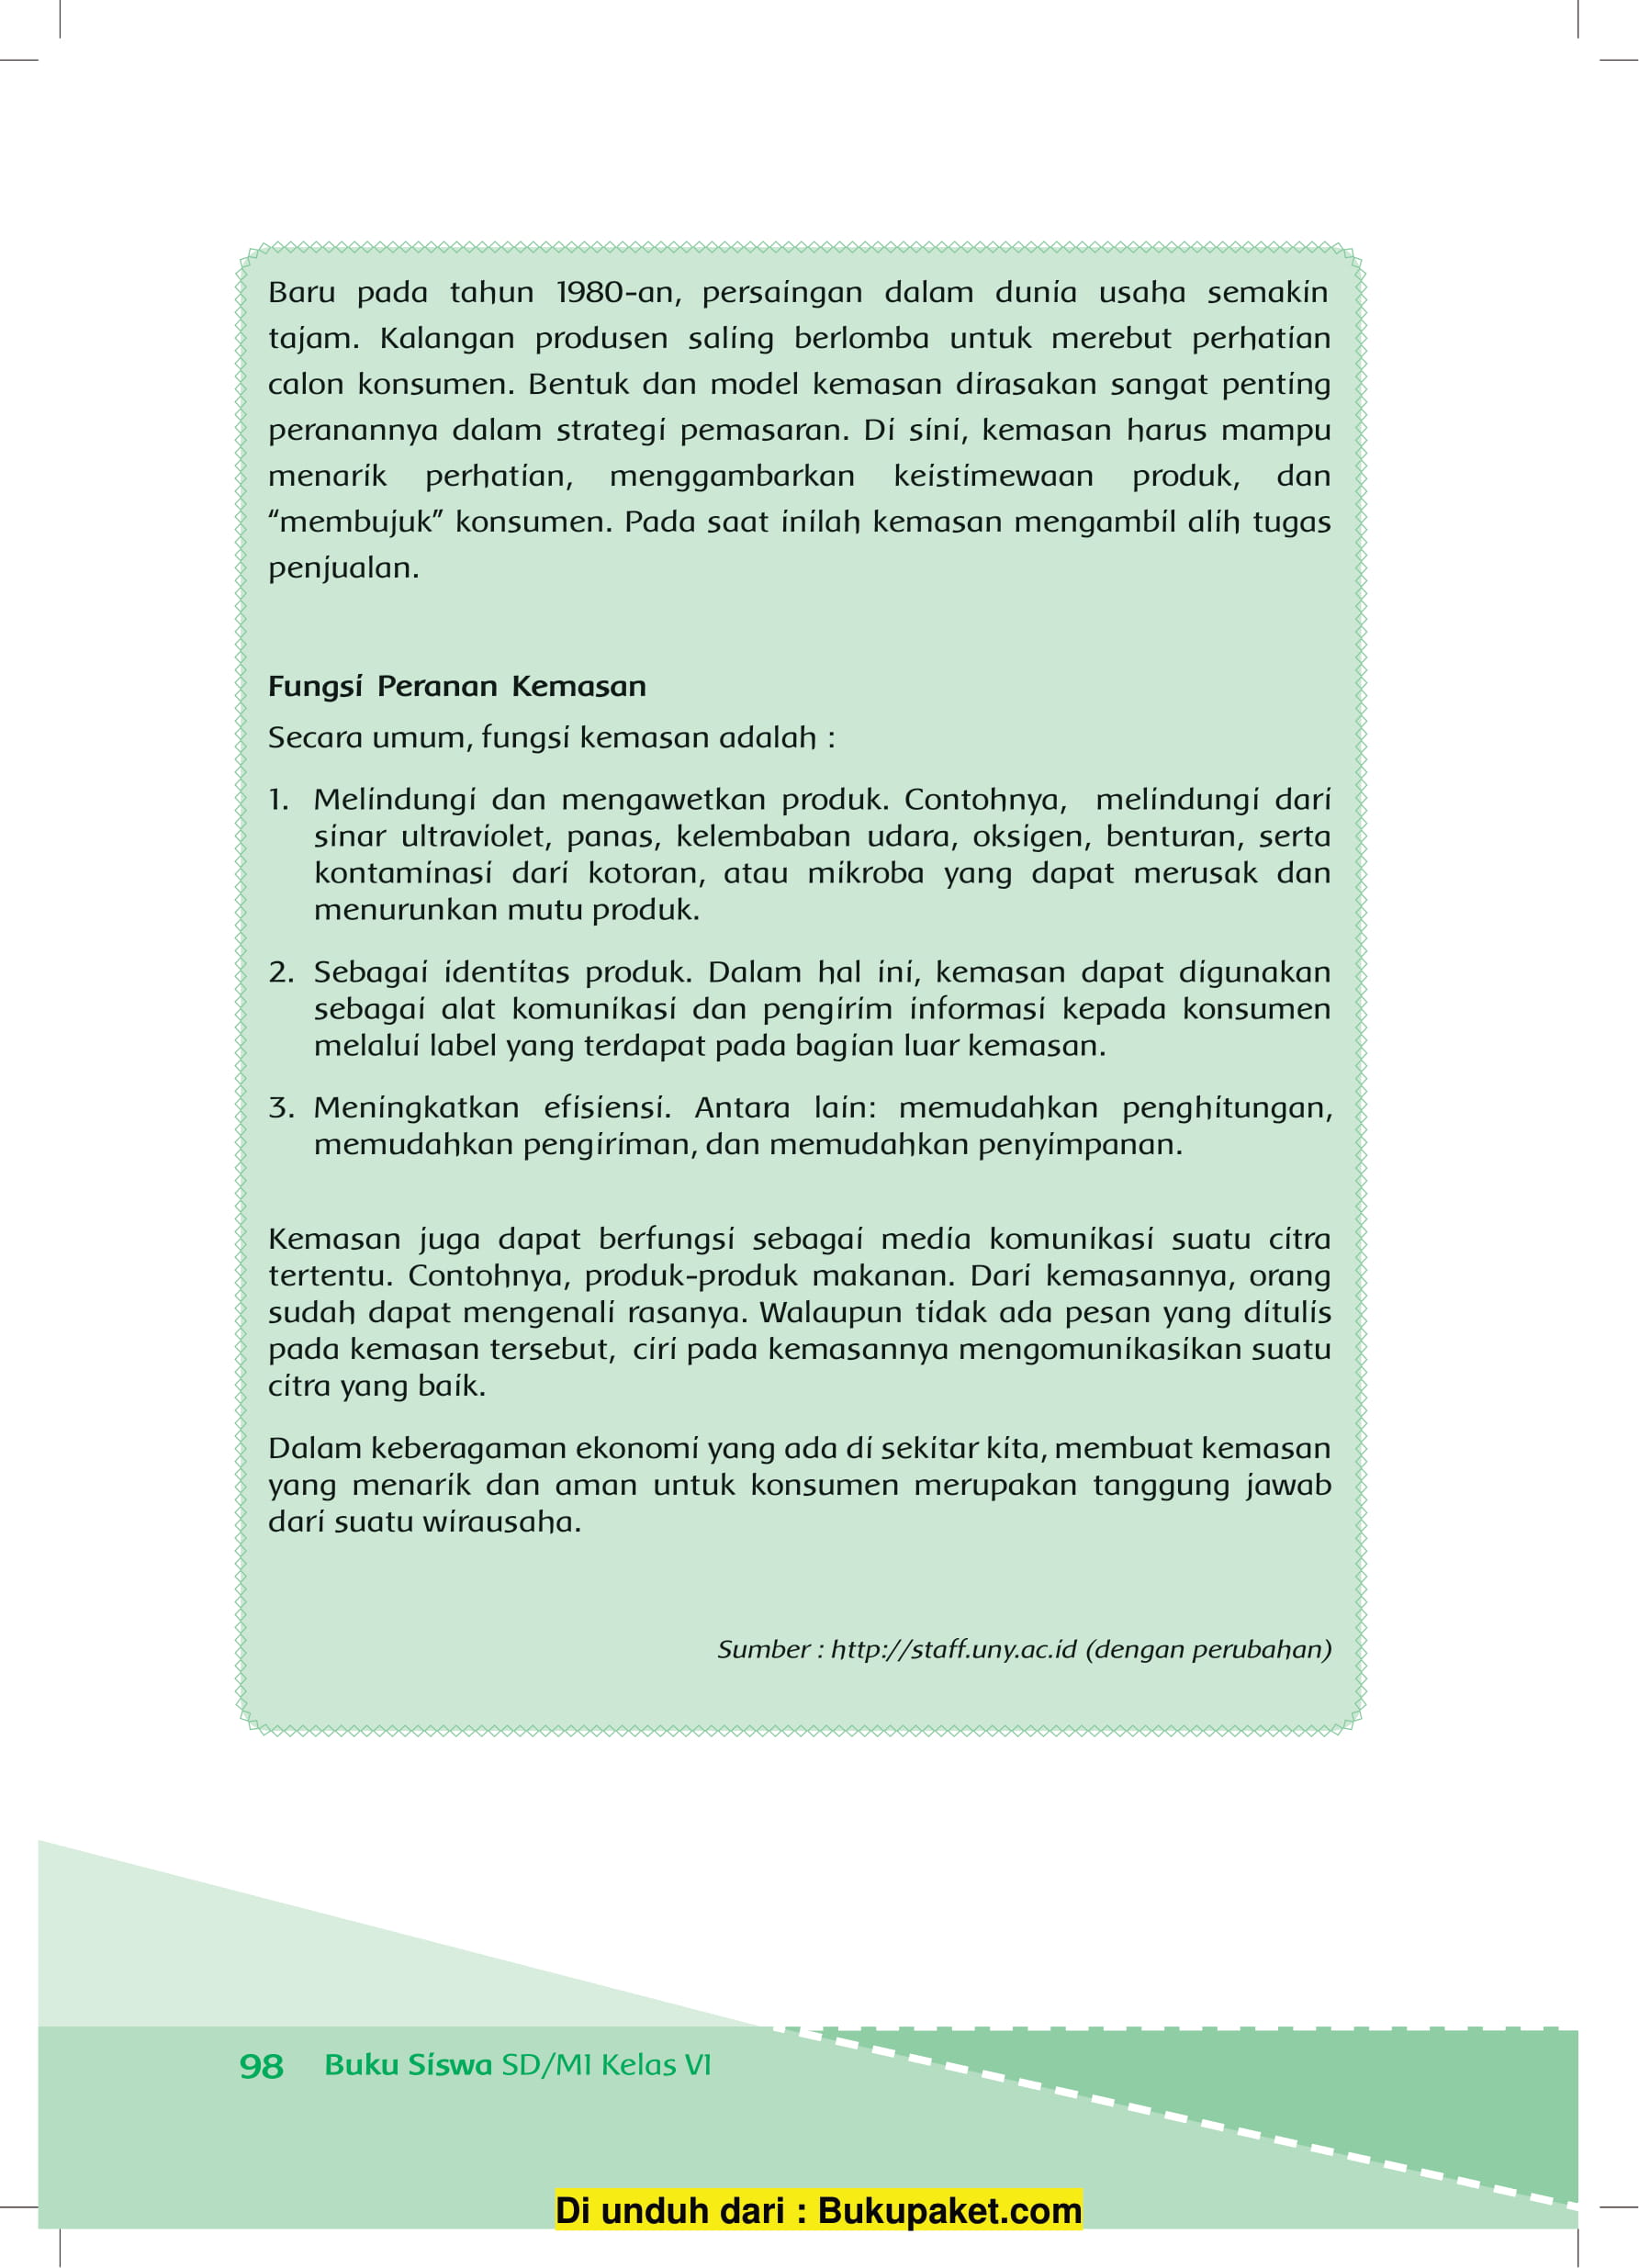 Baru pada tahun 1980-an, persaingan dalam dunia usaha semakin
tajam. Kalangan produsen saling berlomba untuk merebut perhatian
calon konsumen. Bentuk dan model kemasan dirasakan sangat penting
peranannya dalam strategi pemasaran. Di sini, kemasan harus mampu
menarik perhatian, menggambarkan keistimewaan produk, dan
“membujuk” konsumen. Pada saat inilah kemasan mengambil alih tugas
penjualan.
Fungsi Peranan Kemasan
Secara umum, fungsi kemasan adalah :
1. Melindungi dan mengawetkan produk. Contohnya, melindungi dari
sinar ultraviolet, panas, kelembaban udara, oksigen, benturan, serta
kontaminasi dari kotoran, atau mikroba yang dapat merusak dan
menurunkan mutu produk.
2. Sebagai identitas produk. Dalam hal ini, kemasan dapat digunakan
sebagai alat komunikasi dan pengirim informasi kepada konsumen
melalui label yang terdapat pada bagian luar kemasan.
3. Meningkatkan efisiensi. Antara lain: memudahkan penghitungan,
memudahkan pengiriman, dan memudahkan penyimpanan.
Kemasan juga dapat berfungsi sebagai media komunikasi suatu citra
tertentu. Contohnya, produk-produk makanan. Dari kemasannya, orang
sudah dapat mengenali rasanya. Walaupun tidak ada pesan yang ditulis
pada kemasan tersebut, ciri pada kemasannya mengomunikasikan suatu
citra yang baik.
Dalam keberagaman ekonomi yang ada di sekitar kita, membuat kemasan
yang menarik dan aman untuk konsumen merupakan tanggung jawab
dari suatu wirausaha.
Sumber : http://staff.uny.ac.id (dengan perubahan)
98 Buku Siswa SD/MI Kelas VI
Di unduh dari : Bukupaket.com